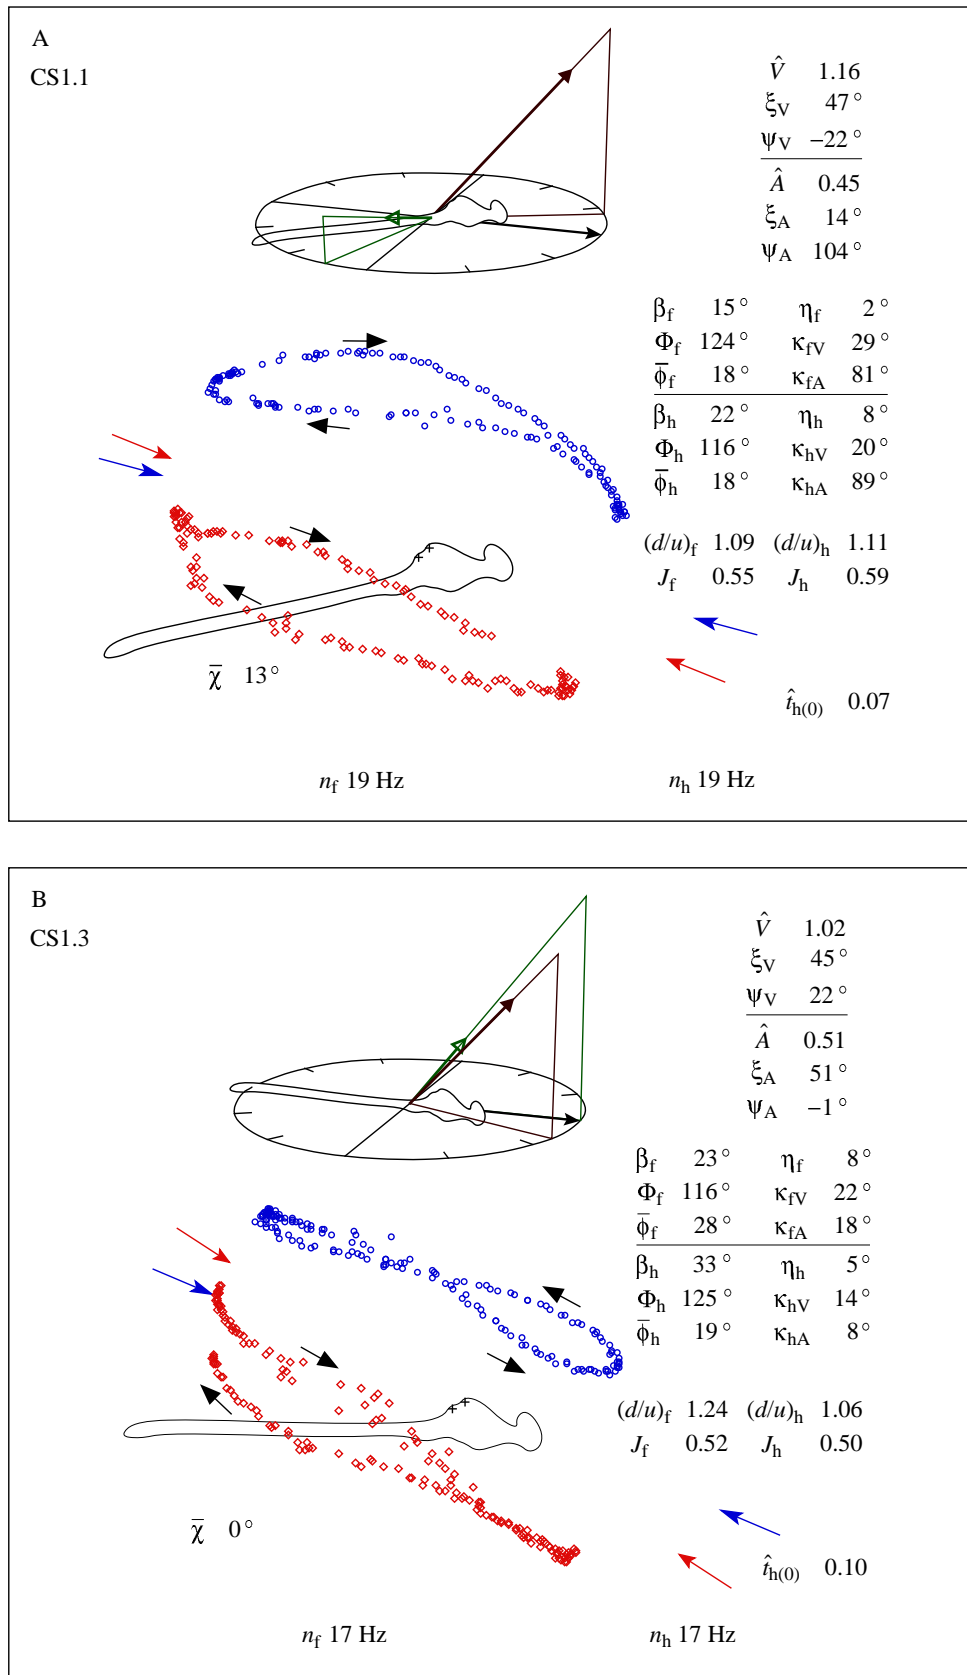 A
CS1.1
V̂ 1.16
ξV 47°
ψV −22°
Â 0.45
ξA 14°
ψA 104°
βf 15° ηf 2°
Φf 124° κfV 29°
ϕ̅f 18° κfA 81°
βh 22° ηh 8°
Φh 116° κhV 20°
ϕ̅h 18° κhA 89°
(d/u)f 1.09 (d/u)h 1.11
Jf 0.55 Jh 0.59
χ̅ 13°
t̂h(0) 0.07
nf 19 Hz nh 19 Hz
B
CS1.3
V̂ 1.02
ξV 45°
ψV 22°
Â 0.51
ξA 51°
ψA −1°
βf 23° ηf 8°
Φf 116° κfV 22°
ϕ̅f 28° κfA 18°
βh 33° ηh 5°
Φh 125° κhV 14°
ϕ̅h 19° κhA 8°
(d/u)f 1.24 (d/u)h 1.06
Jf 0.52 Jh 0.50
χ̅ 0°
t̂h(0) 0.10
nf 17 Hz nh 17 Hz